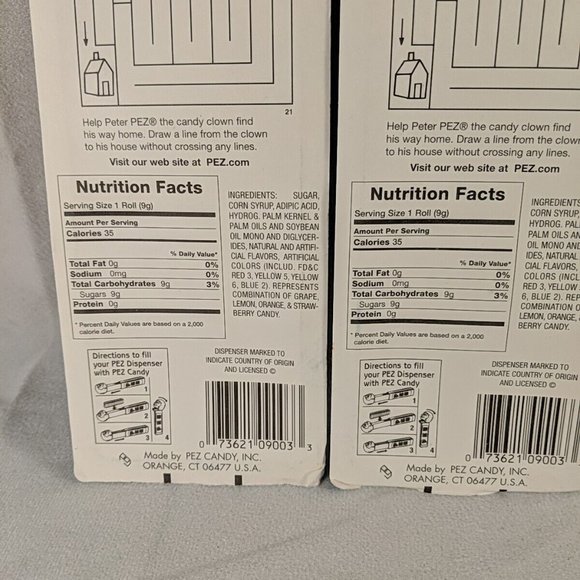 21
Help Peter PEZ® the candy clown find
his way home. Draw a line from the clown
to his house without crossing any lines.
Visit our web site at PEZ.com
Nutrition Facts
Serving Size 1 Roll (9g)
Amount Per Serving
Calories 35
% Daily Value*
Total Fat 0g 0%
Sodium 0mg 0%
Total Carbohydrates 9g 3%
Sugars 9g
Protein 0g
* Percent Daily Values are based on a 2,000
calorie diet.
INGREDIENTS: SUGAR,
CORN SYRUP, ADIPIC ACID,
HYDROG. PALM KERNEL &
PALM OILS AND SOYBEAN
OIL MONO AND DIGLYCER-
IDES, NATURAL AND ARTIFI-
CIAL FLAVORS, ARTIFICIAL
COLORS (INCLUD. FD&C
RED 3, YELLOW 5, YELLOW
6, BLUE 2). REPRESENTS
COMBINATION OF GRAPE,
LEMON, ORANGE, & STRAW-
BERRY CANDY.
Directions to fill
your PEZ Dispenser
with PEZ Candy
1
2
3 4
DISPENSER MARKED TO
INDICATE COUNTRY OF ORIGIN
AND LICENSED ©
0 73621 09003 3
Made by PEZ CANDY, INC.
ORANGE, CT 06477 U.S.A.
Help Peter PEZ® the candy clown find
his way home. Draw a line from the clown
to his house without crossing any lines.
Visit our web site at PEZ.com
Nutrition Facts
Serving Size 1 Roll (9g)
Amount Per Serving
Calories 35
% Daily Value*
Total Fat 0g 0%
Sodium 0mg 0%
Total Carbohydrates 9g 3%
Sugars 9g
Protein 0g
* Percent Daily Values are based on a 2,000
calorie diet.
INGREDIENTS
CORN SYRUP,
HYDROG. PAL
PALM OILS AN
OIL MONO AND
IDES, NATURAL
CIAL FLAVORS,
COLORS (INCL
RED 3, YELLOW
6, BLUE 2). RE
COMBINATION O
LEMON, ORANGE,
BERRY CANDY.
Directions to fill
your PEZ Dispenser
with PEZ Candy
1
2
3 4
DISPENSER MARKED TO
INDICATE COUNTRY OF ORIGIN
AND LICENSED ©
0 73621 09003
Made by PEZ CANDY, INC.
ORANGE, CT 06477 U.S.A.